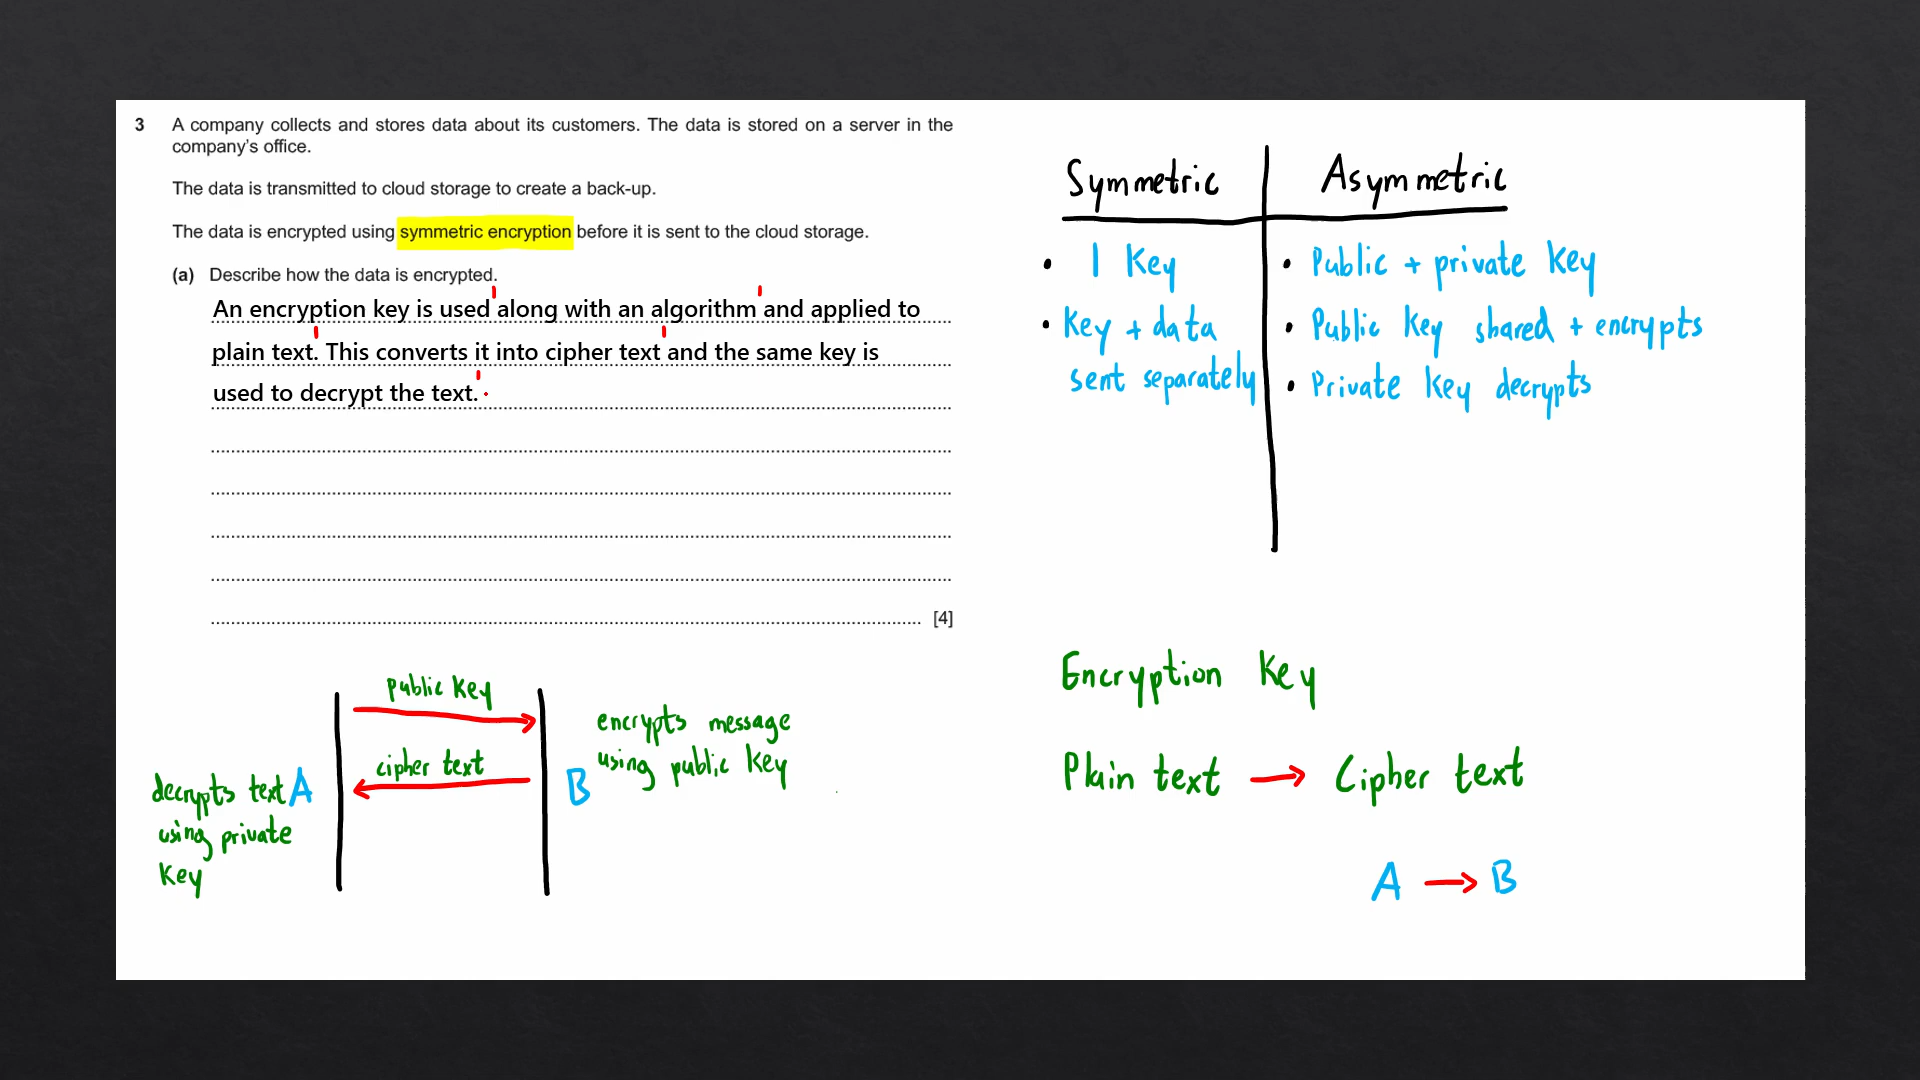 3 A company collects and stores data about its customers. The data is stored on a server in the
company's office.
The data is transmitted to cloud storage to create a back-up.
The data is encrypted using symmetric encryption before it is sent to the cloud storage.
(a) Describe how the data is encrypted.
An encryption key is used along with an algorithm and applied to
plain text. This converts it into cipher text and the same key is
used to decrypt the text.
[4]
public key
cipher text
decrypts text
using private
key
A
B
encrypts message
using public key
Symmetric
Asymmetric
• 1 key
• key + data
sent separately
• Public + private key
• Public key shared + encrypts
• Private key decrypts
Encryption key
Plain text → Cipher text
A → B